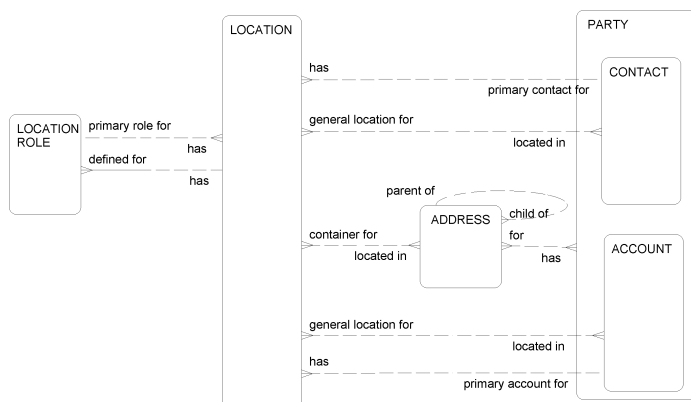 LOCATION
PARTY
has
CONTACT
primary contact for
general location for
located in
LOCATION
ROLE
primary role for
has
defined for
has
parent of
ADDRESS
child of
container for
for
located in
has
ACCOUNT
general location for
located in
has
primary account for